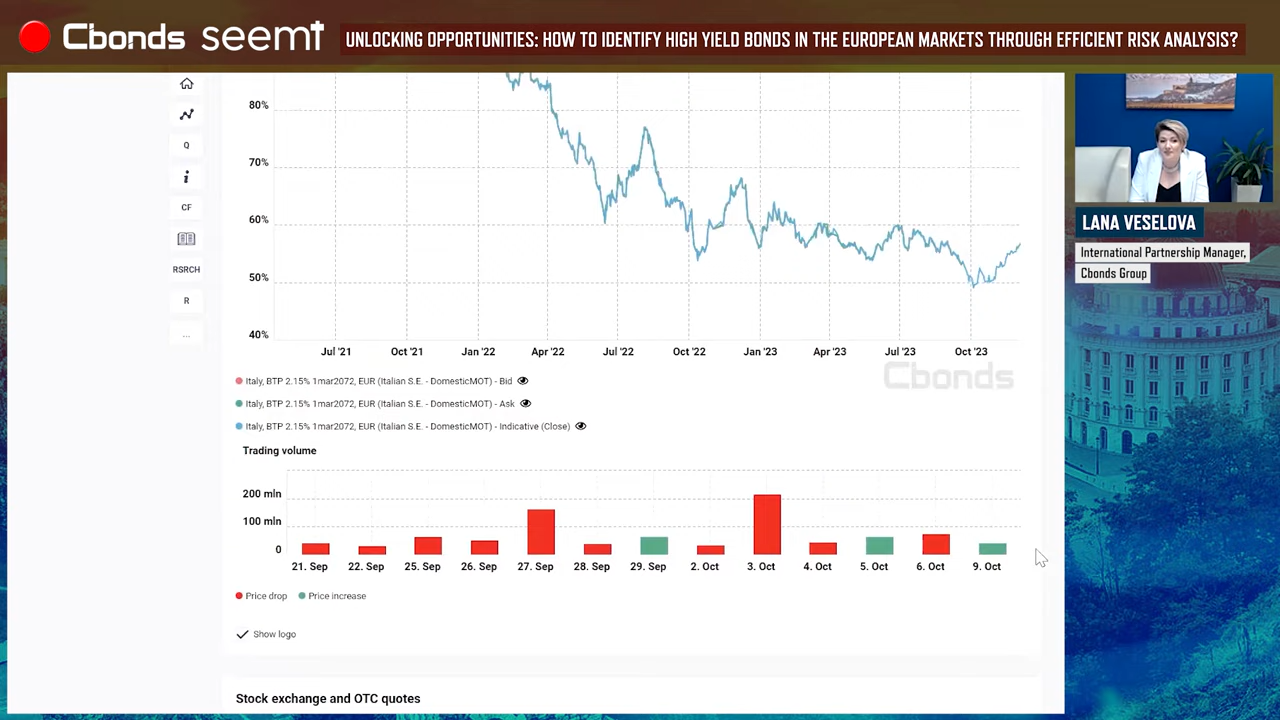 Cbonds seemt
UNLOCKING OPPORTUNITIES: HOW TO IDENTIFY HIGH YIELD BONDS IN THE EUROPEAN MARKETS THROUGH EFFICIENT RISK ANALYSIS?
Q
i
CF
RSRCH
R
...
80%
70%
60%
50%
40%
Jul '21 Oct '21 Jan '22 Apr '22 Jul '22 Oct '22 Jan '23 Apr '23 Jul '23 Oct '23
Cbonds
Italy, BTP 2.15% 1mar2072, EUR (Italian S.E. - DomesticMOT) - Bid
Italy, BTP 2.15% 1mar2072, EUR (Italian S.E. - DomesticMOT) - Ask
Italy, BTP 2.15% 1mar2072, EUR (Italian S.E. - DomesticMOT) - Indicative (Close)
Trading volume
200 mln
100 mln
0
21. Sep 22. Sep 25. Sep 26. Sep 27. Sep 28. Sep 29. Sep 2. Oct 3. Oct 4. Oct 5. Oct 6. Oct 9. Oct
Price drop Price increase
Show logo
Stock exchange and OTC quotes
LANA VESELOVA
International Partnership Manager,
Cbonds Group